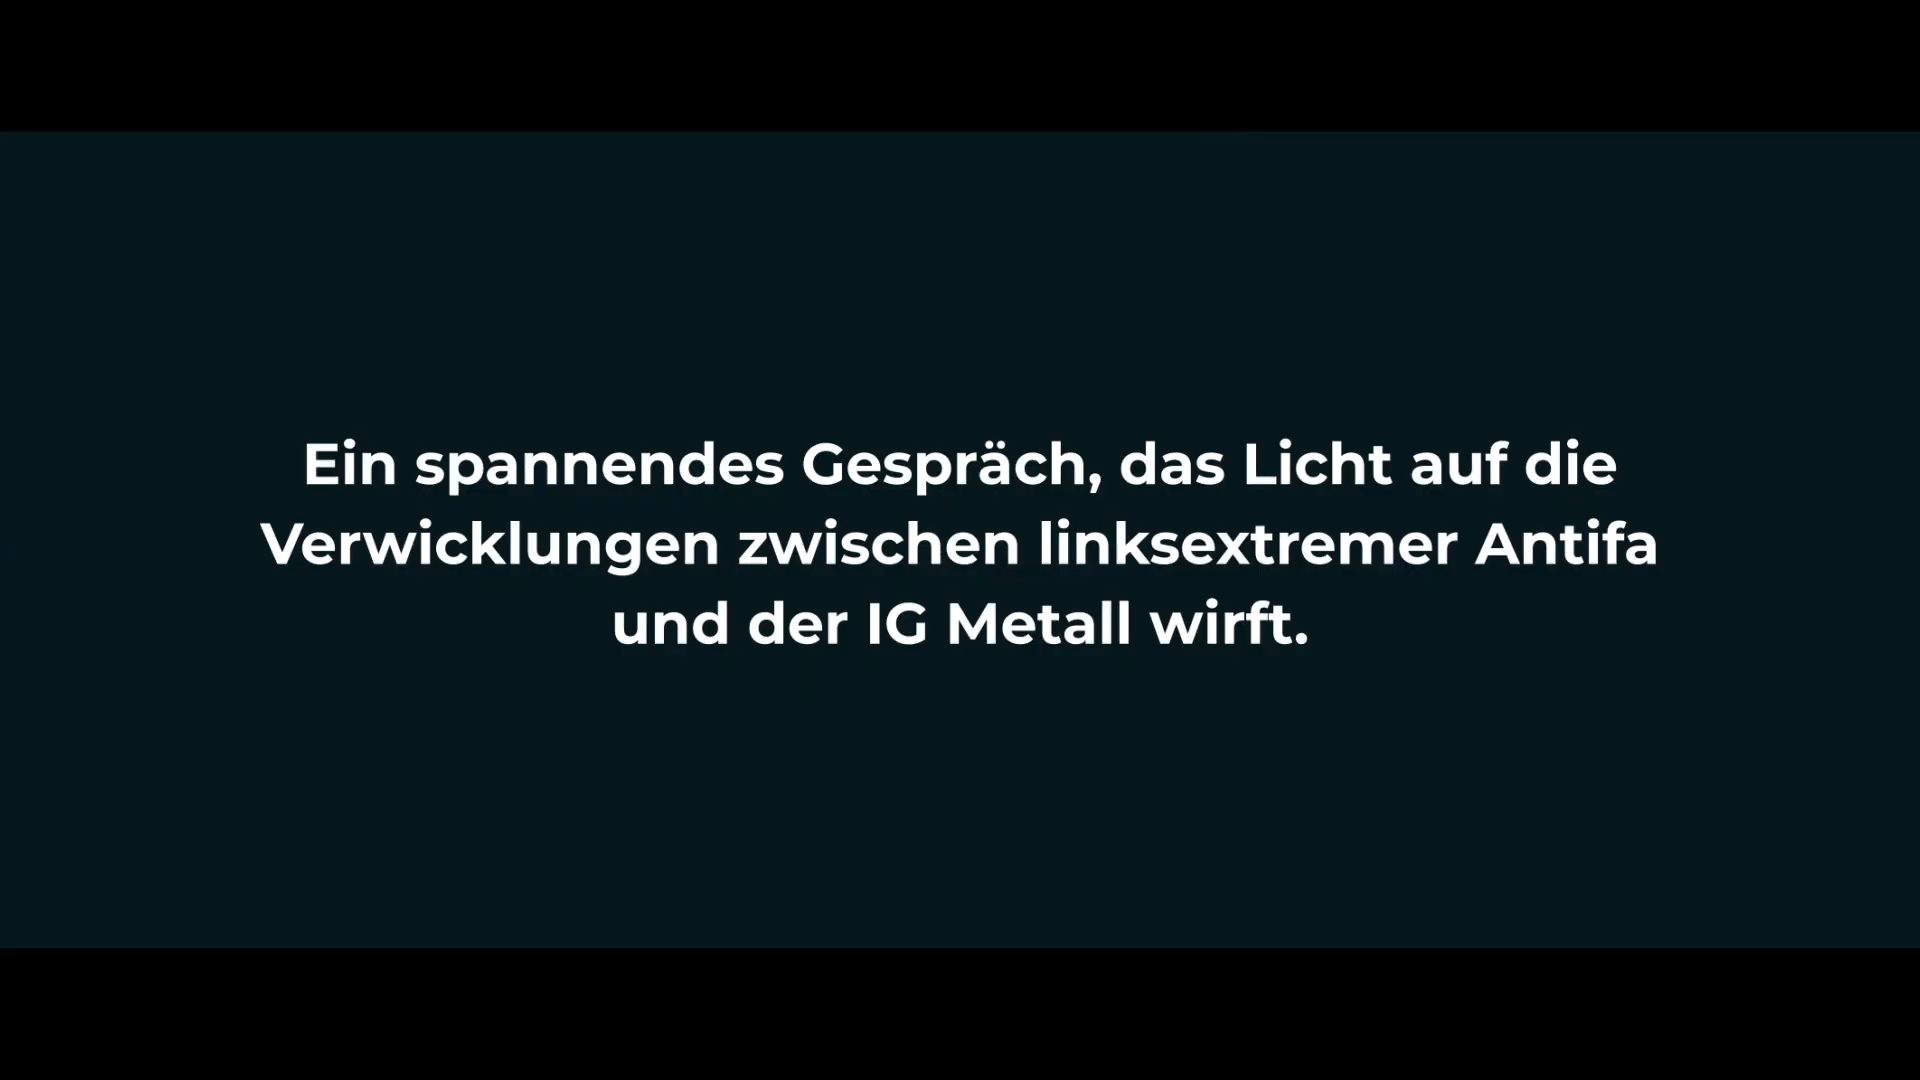 Ein spannendes Gespräch, das Licht auf die
Verwicklungen zwischen linksextremer Antifa
und der IG Metall wirft.